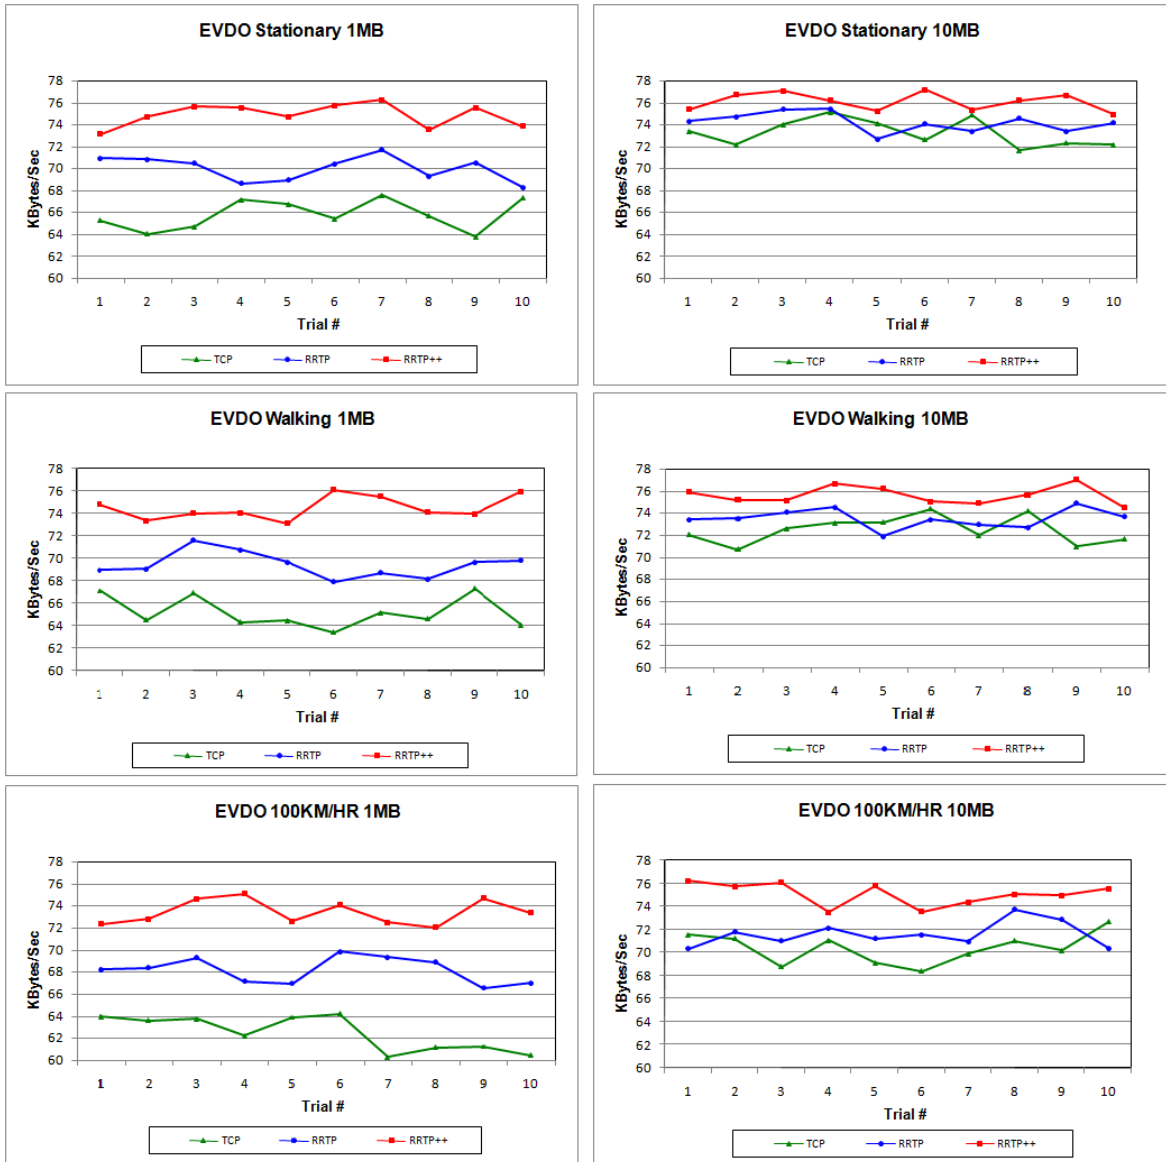 EVDO Stationary 1MB
KBytes/Sec
78
76
74
72
70
68
66
64
62
60
1 2 3 4 5 6 7 8 9 10
Trial #
TCP RRTP RRTP++
EVDO Stationary 10MB
KBytes/Sec
78
76
74
72
70
68
66
64
62
60
1 2 3 4 5 6 7 8 9 10
Trial #
TCP RRTP RRTP++
EVDO Walking 1MB
KBytes/Sec
78
76
74
72
70
68
66
64
62
60
1 2 3 4 5 6 7 8 9 10
Trial #
TCP RRTP RRTP++
EVDO Walking 10MB
KBytes/Sec
78
76
74
72
70
68
66
64
62
60
1 2 3 4 5 6 7 8 9 10
Trial #
TCP RRTP RRTP++
EVDO 100KM/HR 1MB
KBytes/Sec
78
76
74
72
70
68
66
64
62
60
1 2 3 4 5 6 7 8 9 10
Trial #
TCP RRTP RRTP++
EVDO 100KM/HR 10MB
KBytes/Sec
78
76
74
72
70
68
66
64
62
60
1 2 3 4 5 6 7 8 9 10
Trial #
TCP RRTP RRTP++